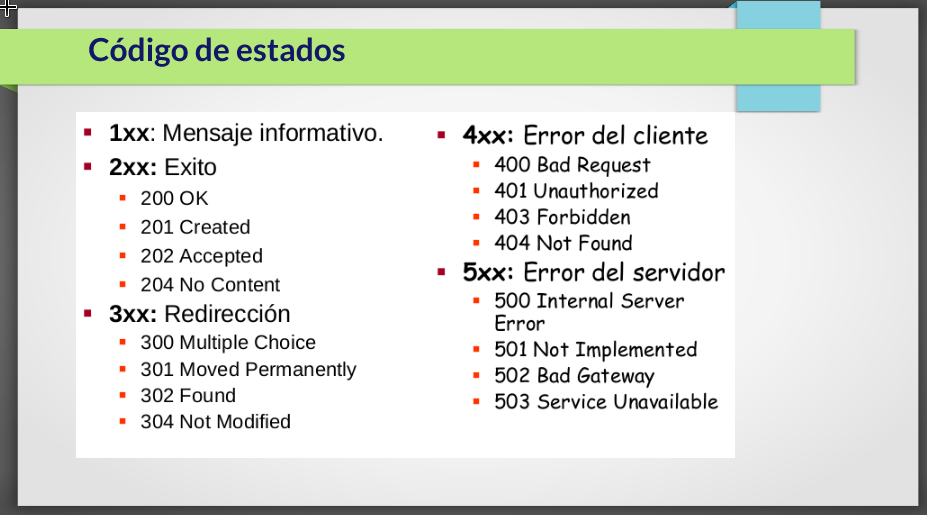 Código de estados
1xx: Mensaje informativo.
2xx: Exito
200 OK
201 Created
202 Accepted
204 No Content
3xx: Redirección
300 Multiple Choice
301 Moved Permanently
302 Found
304 Not Modified
4xx: Error del cliente
400 Bad Request
401 Unauthorized
403 Forbidden
404 Not Found
5xx: Error del servidor
500 Internal Server
Error
501 Not Implemented
502 Bad Gateway
503 Service Unavailable